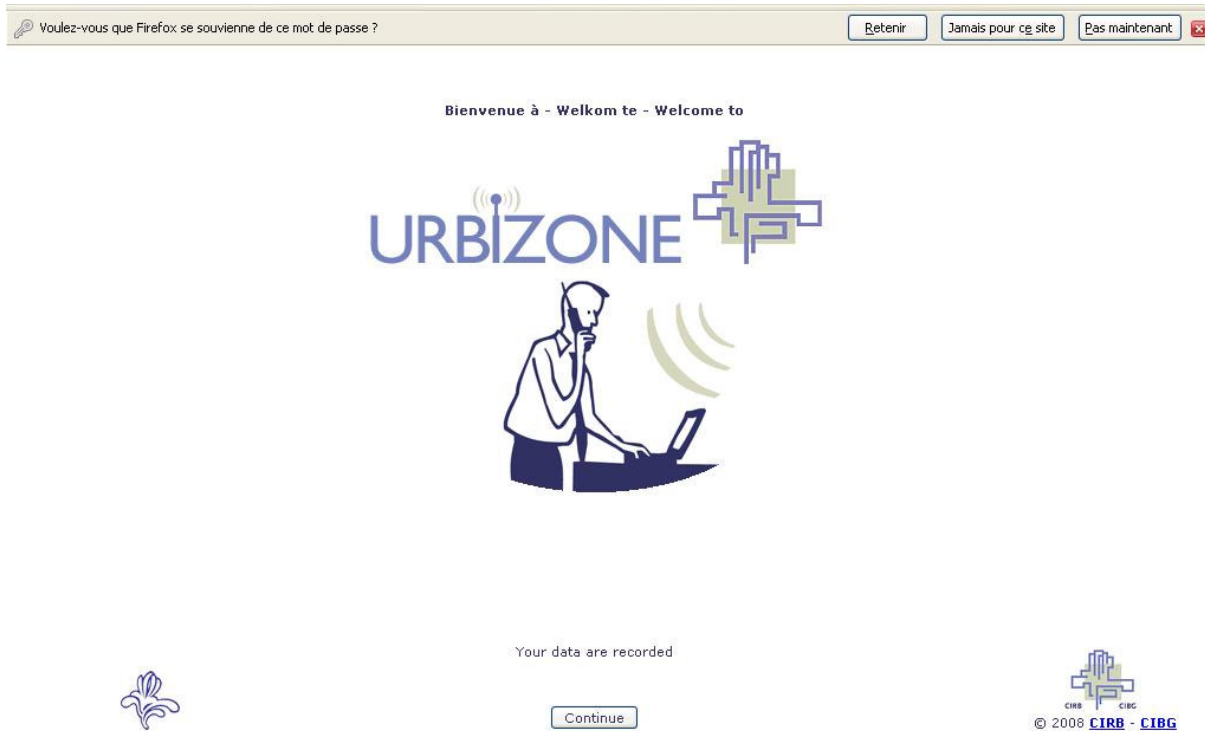 Voulez-vous que Firefox se souvienne de ce mot de passe ? Retenir Jamais pour ce site Pas maintenant
Bienvenue à - Welkom te - Welcome to
URBIZONE
Your data are recorded
Continue
CIRB CIBG
© 2008 CIRB - CIBG